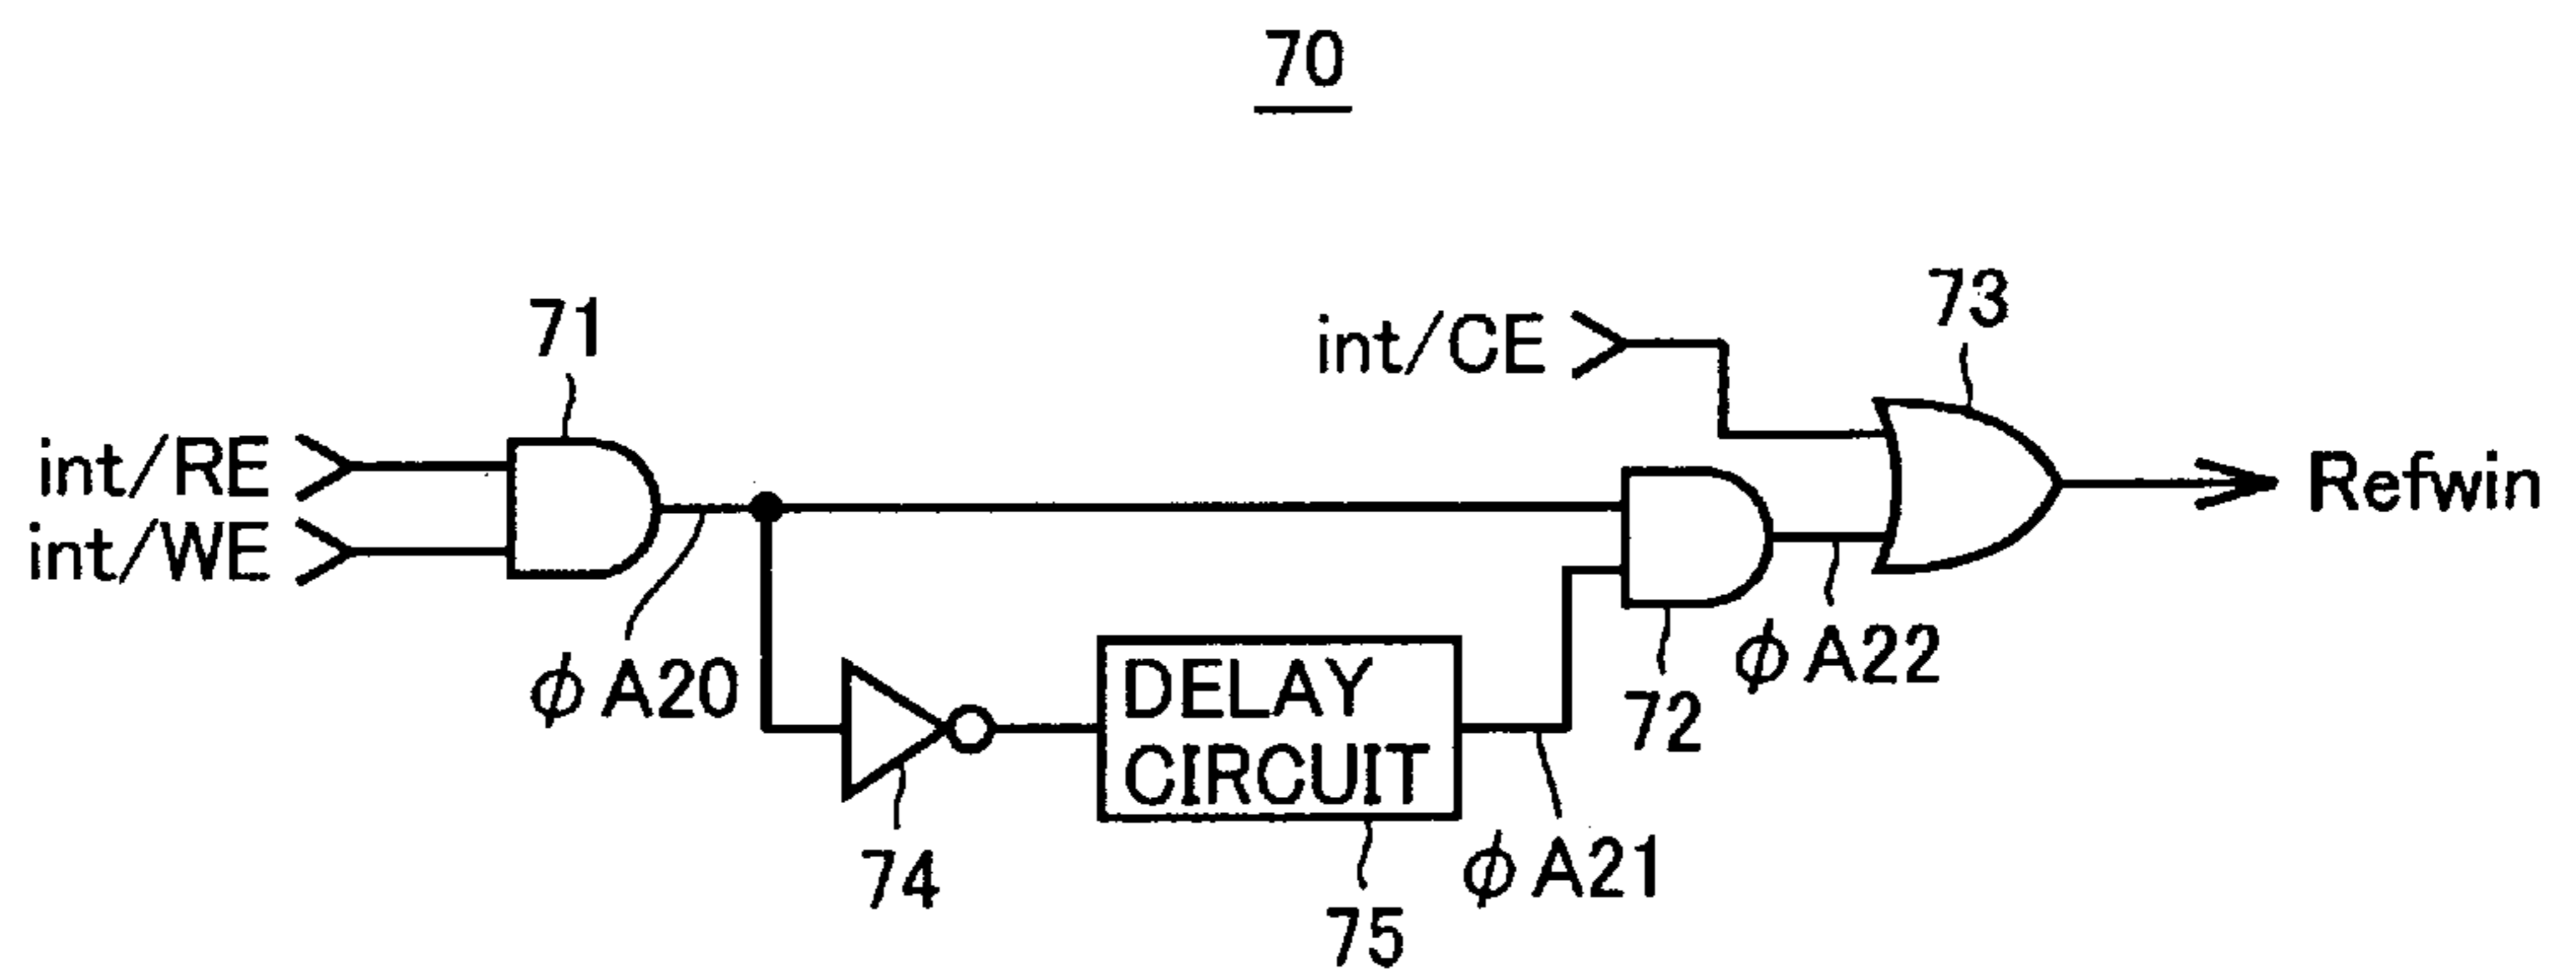 70
71
int/RE
int/WE
φA20
74
DELAY
CIRCUIT
75
φA21
int/CE
72
φA22
73
Refwin